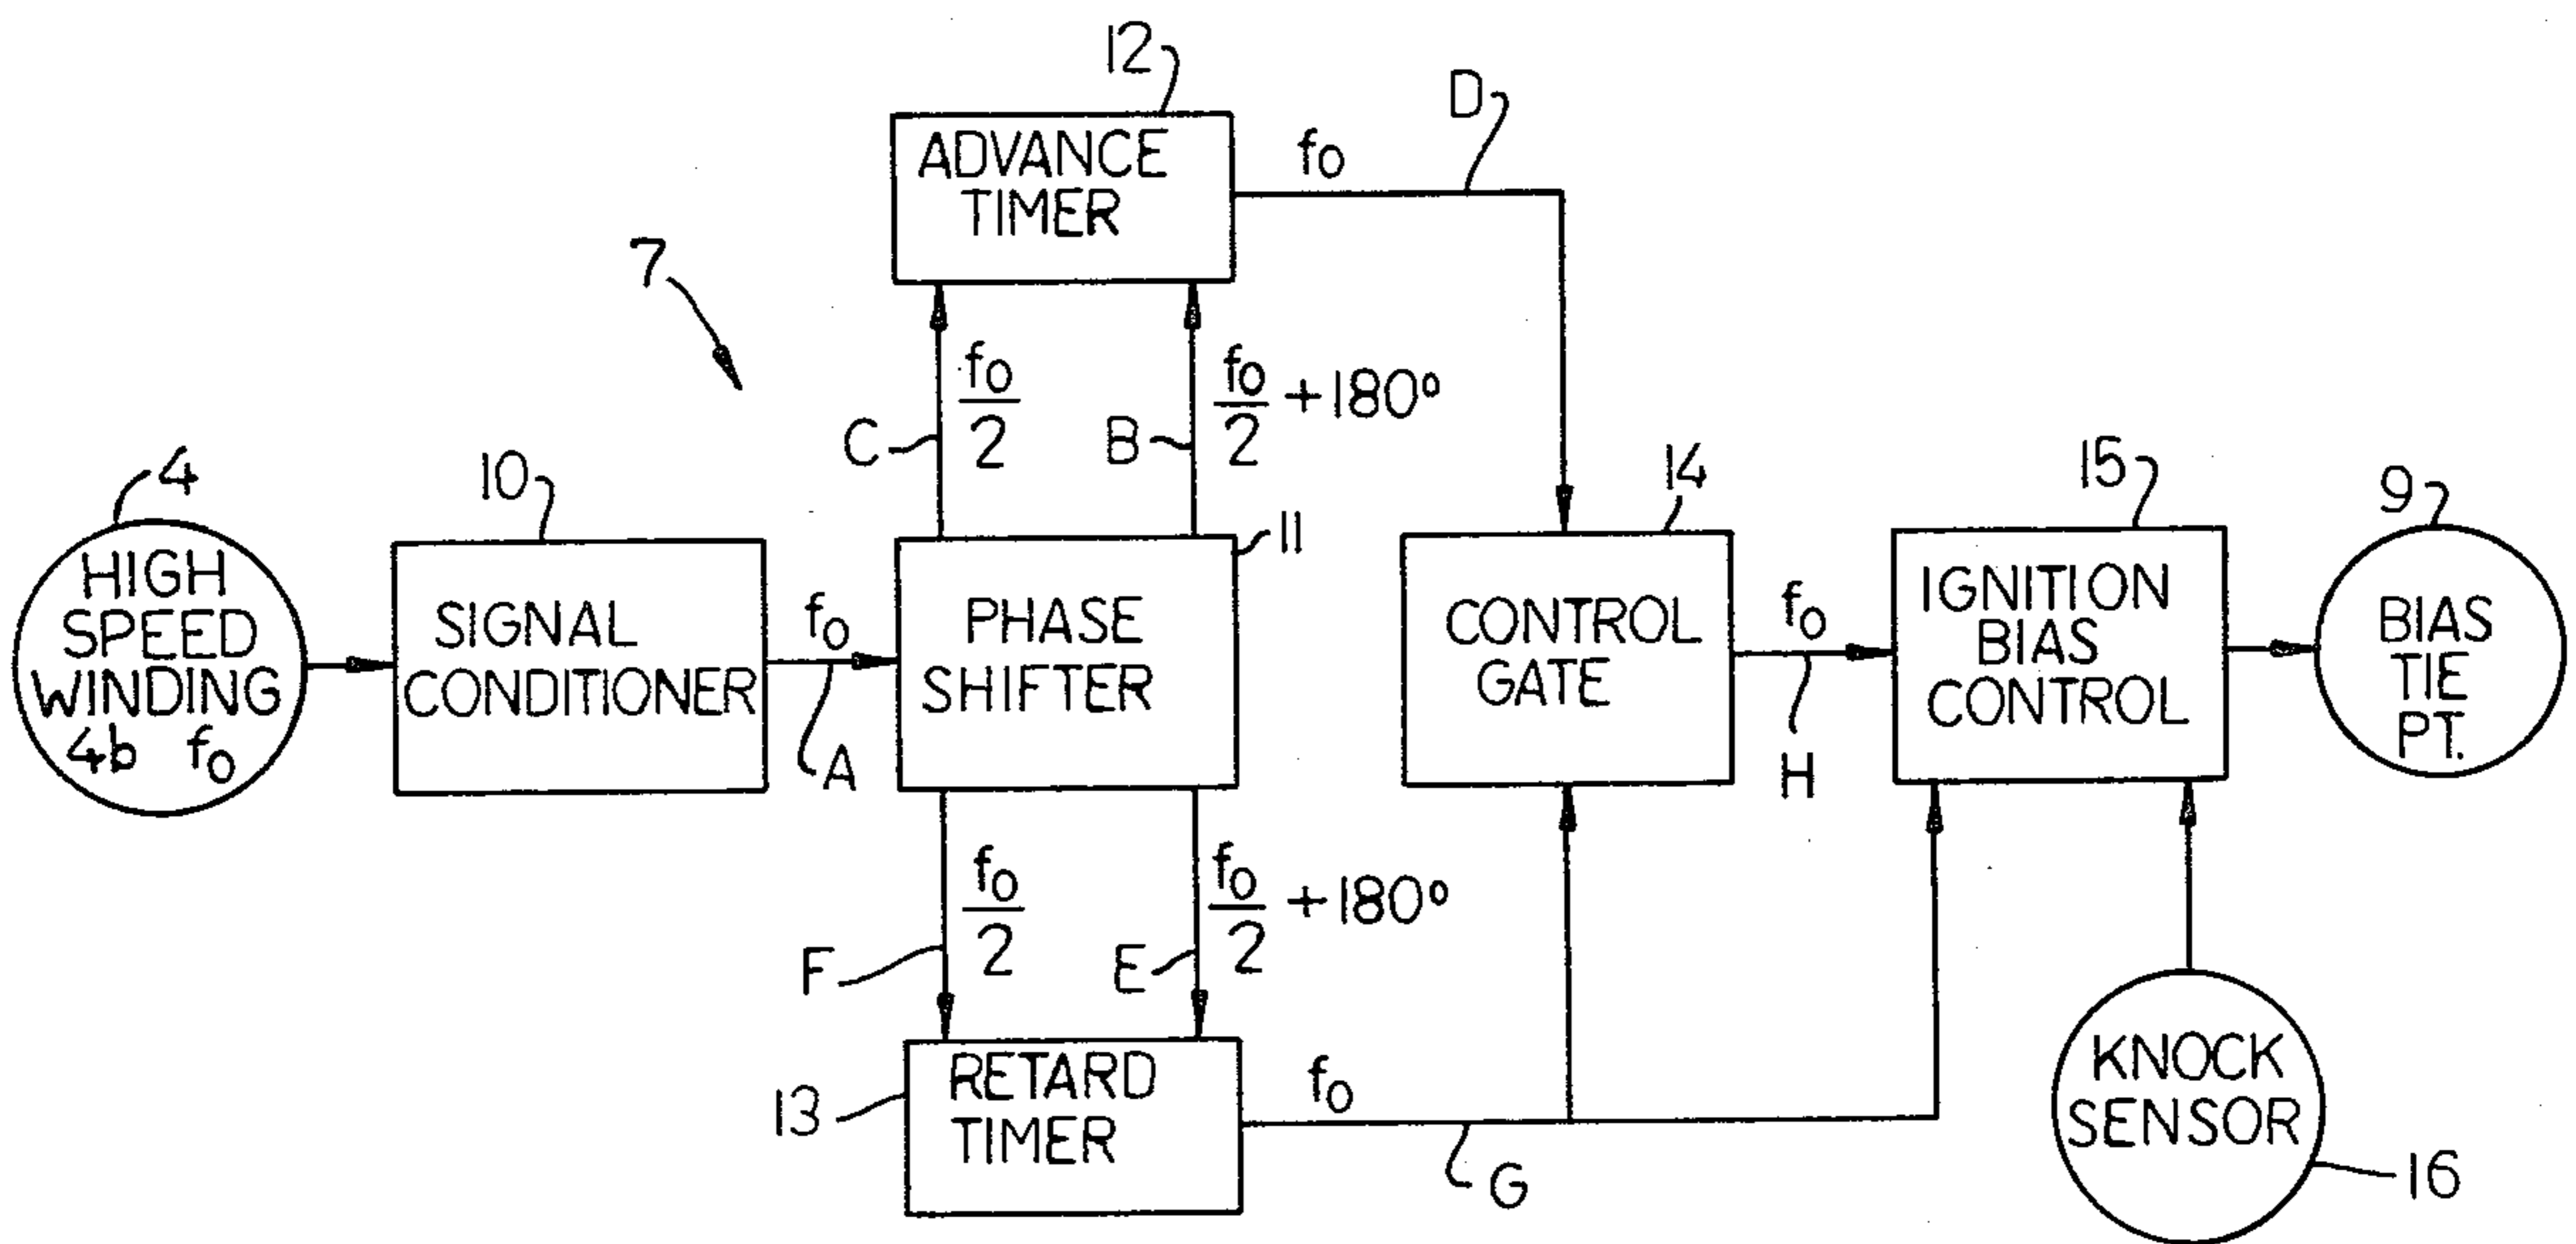 12
ADVANCE
TIMER
f0
D
7
C
f0/2
B
f0/2 +180°
4
HIGH
SPEED
WINDING
4b f0
10
SIGNAL
CONDITIONER
f0
A
11
PHASE
SHIFTER
14
CONTROL
GATE
f0
H
15
IGNITION
BIAS
CONTROL
9
BIAS
TIE
PT.
F
f0/2
E
f0/2 +180°
13
RETARD
TIMER
f0
G
KNOCK
SENSOR
16